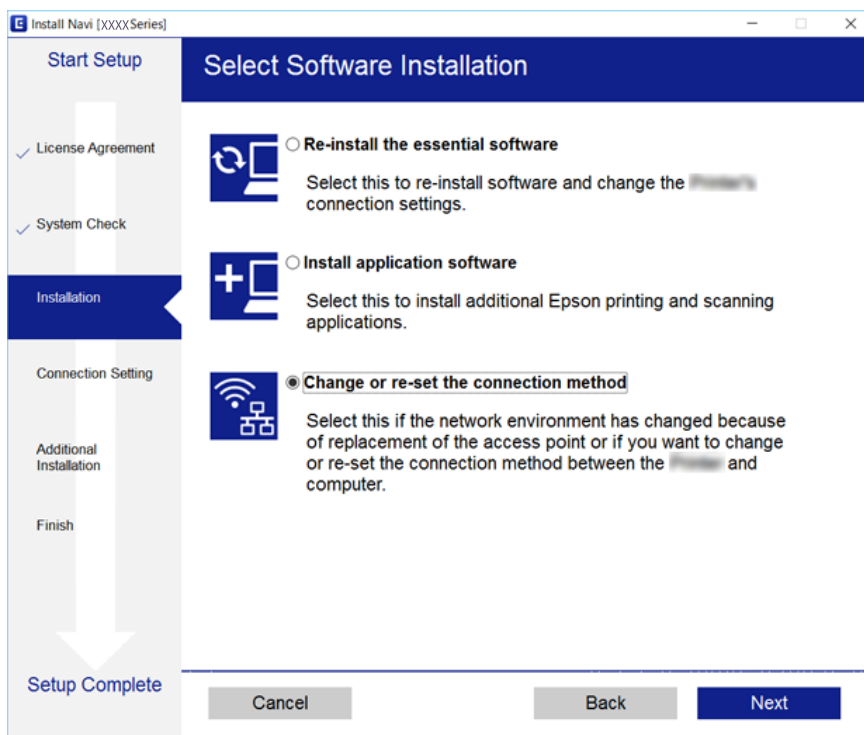 Install Navi [XXXX Series]
Start Setup
License Agreement
System Check
Installation
Connection Setting
Additional
Installation
Finish
Setup Complete
Select Software Installation
Re-install the essential software
Select this to re-install software and change the
connection settings.
Install application software
Select this to install additional Epson printing and scanning
applications.
Change or re-set the connection method
Select this if the network environment has changed because
of replacement of the access point or if you want to change
or re-set the connection method between the and
computer.
Cancel
Back
Next